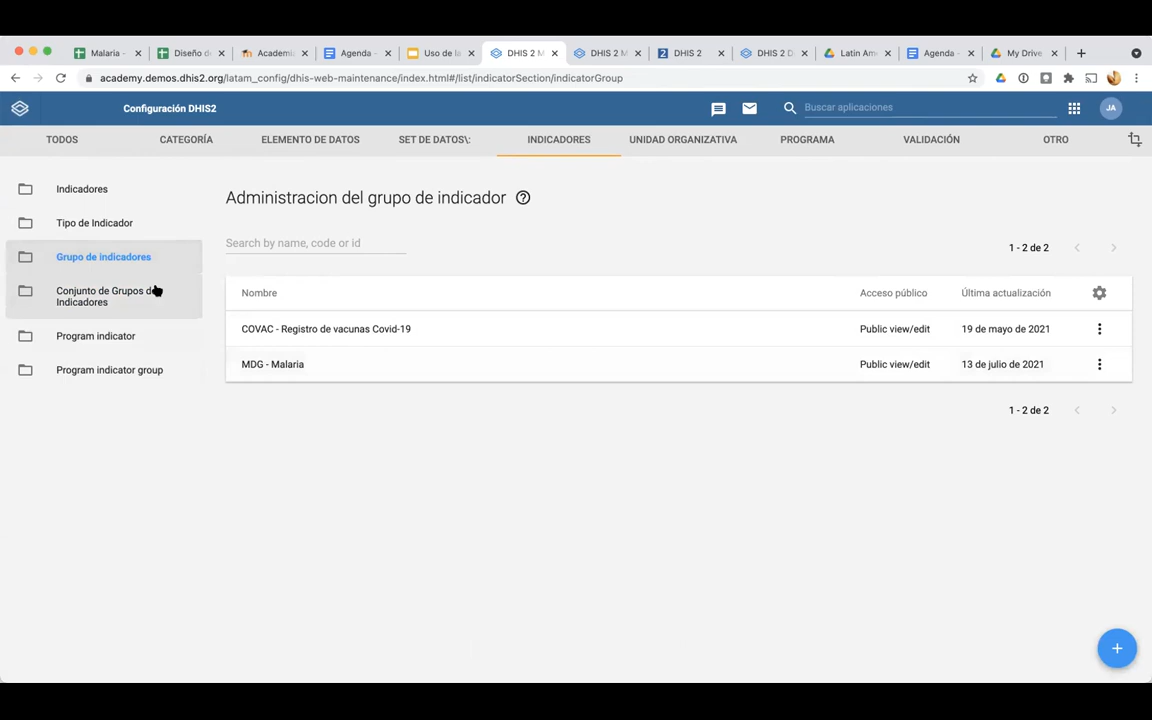 Malaria -
Diseño d
Academi
Agenda -
Uso de la
DHIS 2 M
DHIS 2 M
DHIS 2
DHIS 2 D
Latin Am
Agenda -
My Drive
academy.demos.dhis2.org/latam_config/dhis-web-maintenance/index.html#/list/indicatorSection/indicatorGroup
Configuración DHIS2
Buscar aplicaciones
JA
TODOS
CATEGORÍA
ELEMENTO DE DATOS
SET DE DATOS\:
INDICADORES
UNIDAD ORGANIZATIVA
PROGRAMA
VALIDACIÓN
OTRO
Indicadores
Tipo de Indicador
Grupo de indicadores
Conjunto de Grupos de
Indicadores
Program indicator
Program indicator group
Administracion del grupo de indicador
Search by name, code or id
1 - 2 de 2
Nombre
Acceso público
Última actualización
COVAC - Registro de vacunas Covid-19
Public view/edit
19 de mayo de 2021
MDG - Malaria
Public view/edit
13 de julio de 2021
1 - 2 de 2